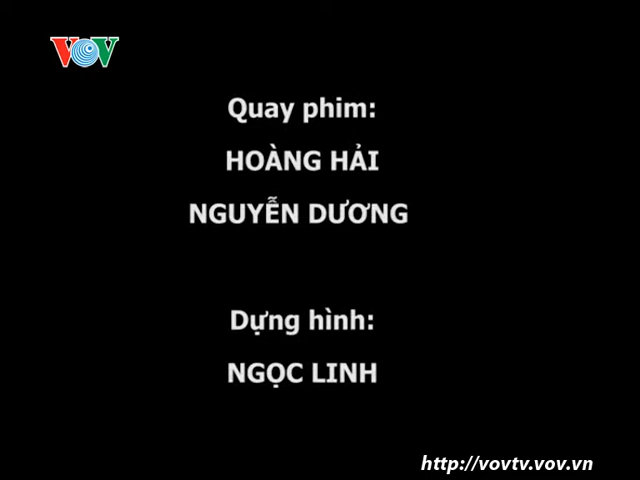 VOV
Quay phim:
HOÀNG HẢI
NGUYỄN DƯƠNG
Dựng hình:
NGỌC LINH
http://vovtv.vov.vn